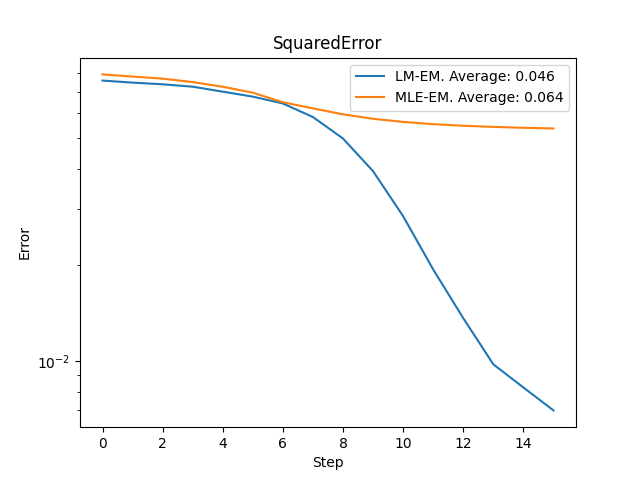 SquaredError
LM-EM. Average: 0.046
MLE-EM. Average: 0.064
Error
10⁻²
0 2 4 6 8 10 12 14
Step